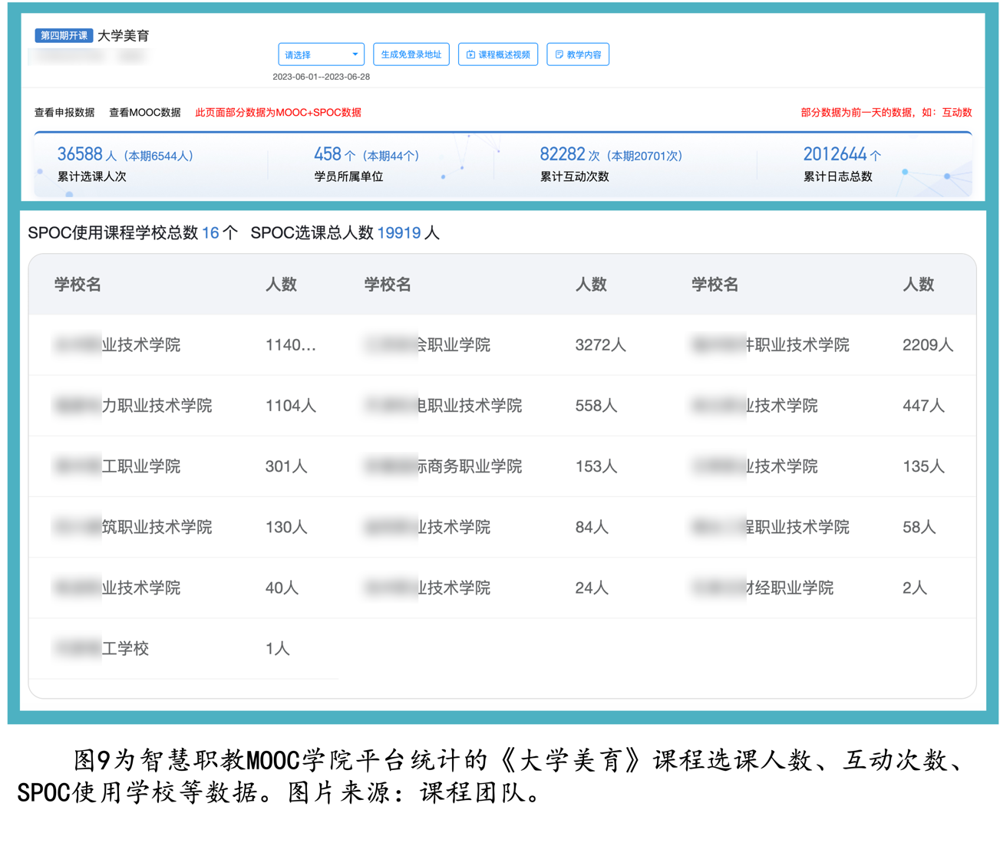 第四期开课 大学美育
请选择 生成免登录地址 课程概述视频 教学内容
2023-06-01--2023-06-28
查看申报数据 查看MOOC数据 此页面部分数据为MOOC+SPOC数据 部分数据为前一天的数据，如：互动数
36588 人（本期6544人） 458 个（本期44个） 82282 次（本期20701次） 2012644 个
累计选课人次 学员所属单位 累计互动次数 累计日志总数
SPOC使用课程学校总数 16 个 SPOC选课总人数 19919 人
学校名 人数 学校名 人数 学校名 人数
业技术学院 1140... 会职业学院 3272人 件职业技术学院 2209人
力职业技术学院 1104人 电职业技术学院 558人 业技术学院 447人
工职业学院 301人 际商务职业学院 153人 业技术学院 135人
筑职业技术学院 130人 业技术学院 84人 程职业技术学院 58人
业技术学院 40人 业技术学院 24人 财经职业学院 2人
工学校 1人
图9为智慧职教MOOC学院平台统计的《大学美育》课程选课人数、互动次数、
SPOC使用学校等数据。图片来源：课程团队。